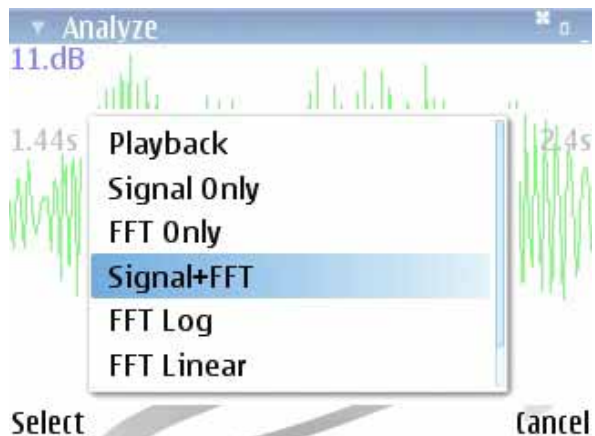 Analyze
11.dB
1.44s
2.4s
Playback
Signal Only
FFT Only
Signal+FFT
FFT Log
FFT Linear
Select
Cancel